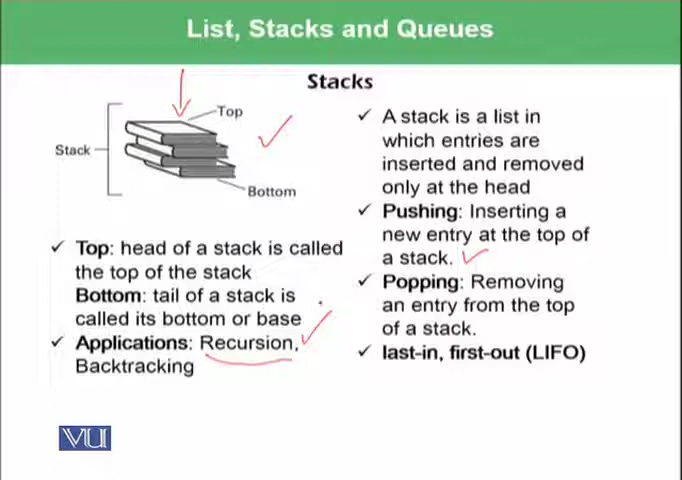 List, Stacks and Queues
Stacks
Top
Stack
Bottom
Top: head of a stack is called
the top of the stack
Bottom: tail of a stack is
called its bottom or base
Applications: Recursion,
Backtracking
A stack is a list in
which entries are
inserted and removed
only at the head
Pushing: Inserting a
new entry at the top of
a stack.
Popping: Removing
an entry from the top
of a stack.
last-in, first-out (LIFO)
VU